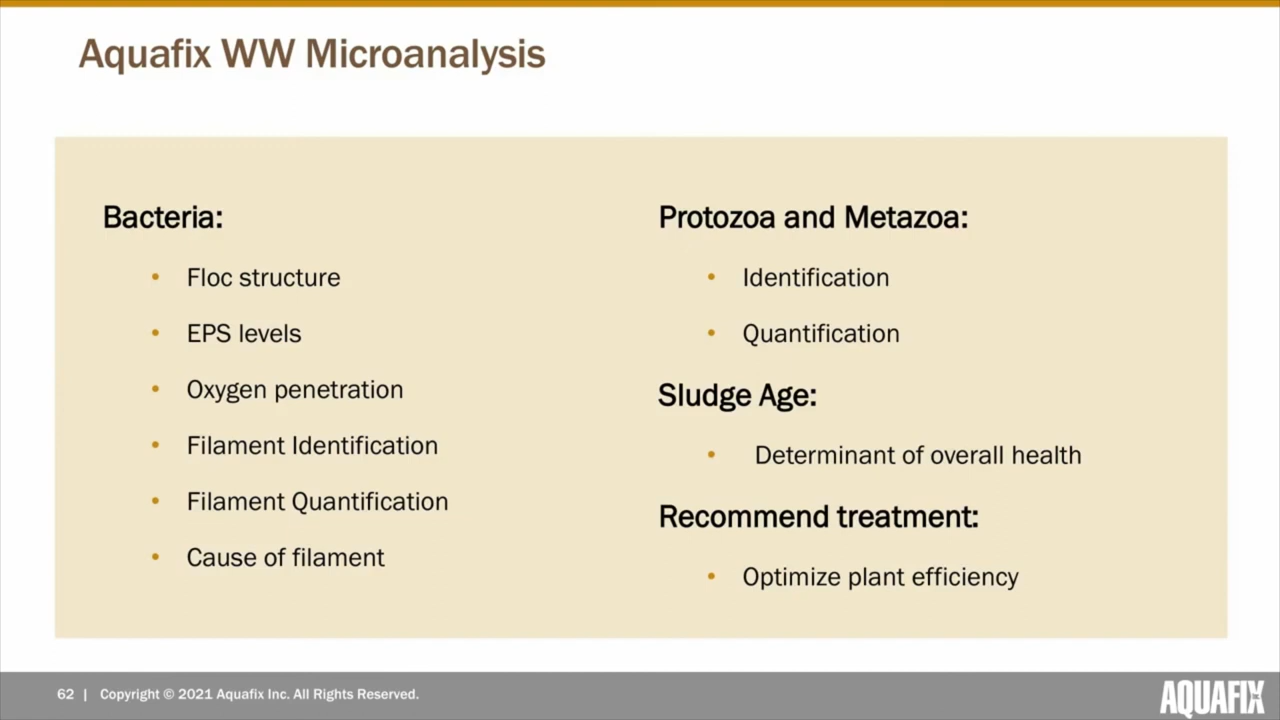 Aquafix WW Microanalysis
Bacteria:
• Floc structure
• EPS levels
• Oxygen penetration
• Filament Identification
• Filament Quantification
• Cause of filament
Protozoa and Metazoa:
• Identification
• Quantification
Sludge Age:
• Determinant of overall health
Recommend treatment:
• Optimize plant efficiency
62 | Copyright © 2021 Aquafix Inc. All Rights Reserved.
AQUAFIX